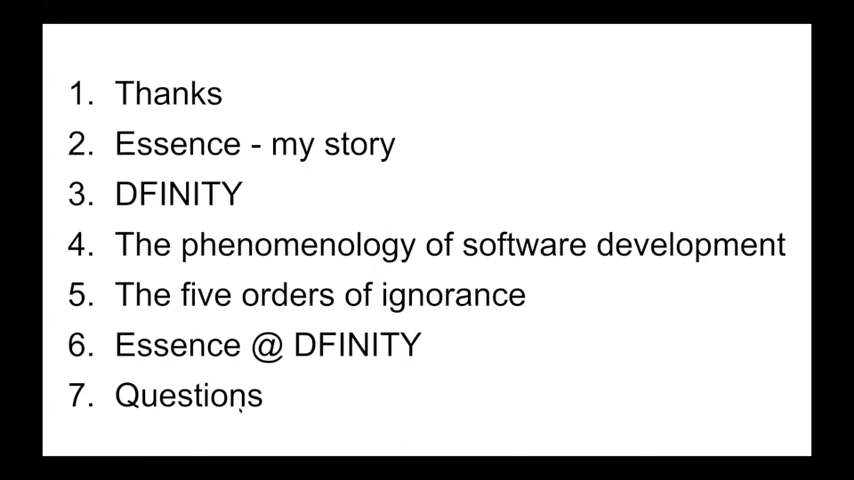 1. Thanks
2. Essence - my story
3. DFINITY
4. The phenomenology of software development
5. The five orders of ignorance
6. Essence @ DFINITY
7. Questions